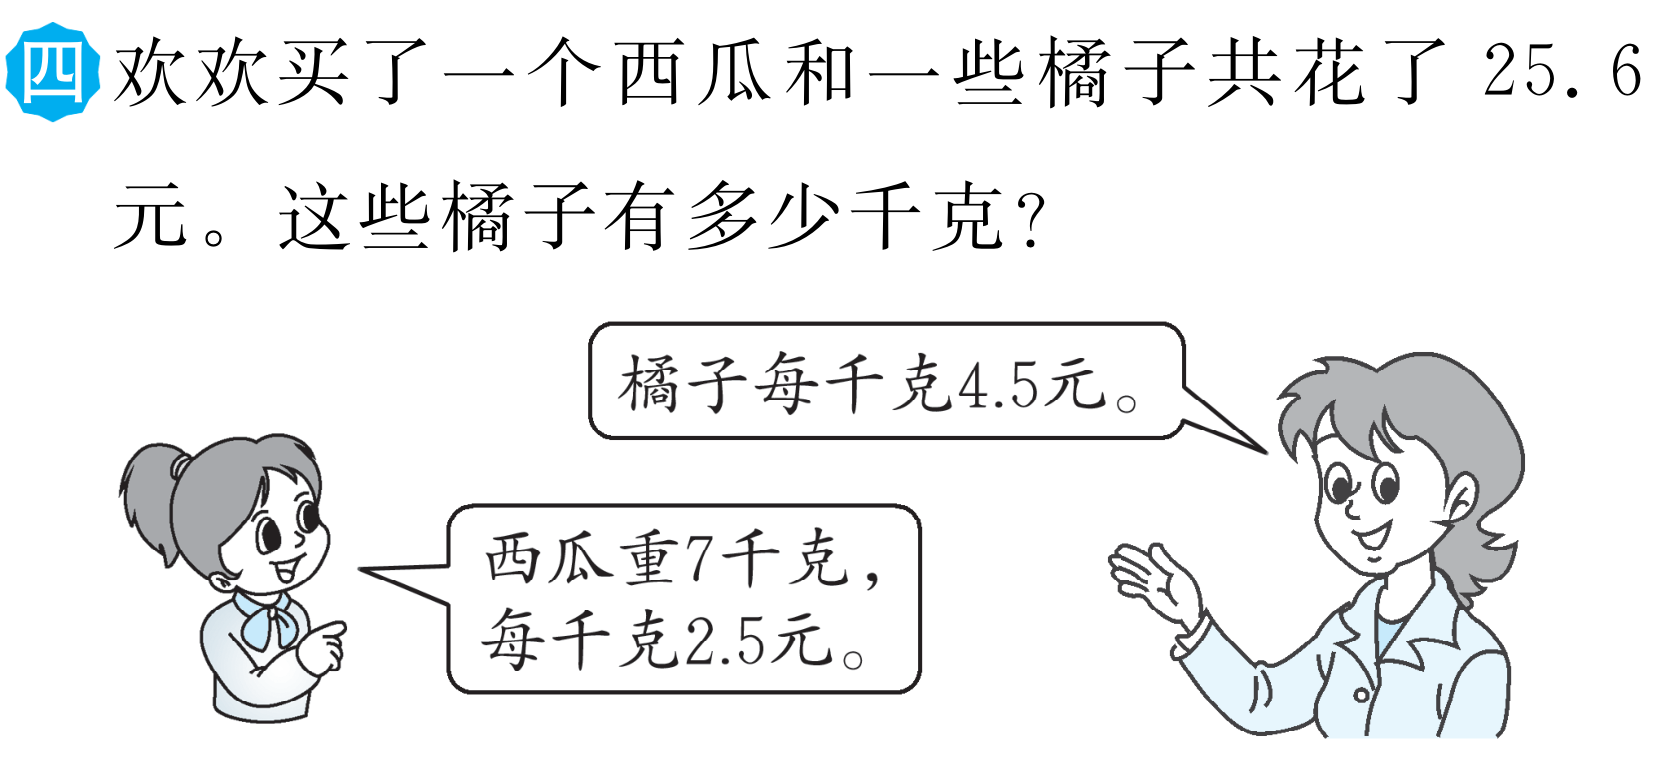 四 欢欢买了一个西瓜和一些橘子共花了 25.6
元。这些橘子有多少千克?
橘子每千克4.5元。
西瓜重7千克，
每千克2.5元。